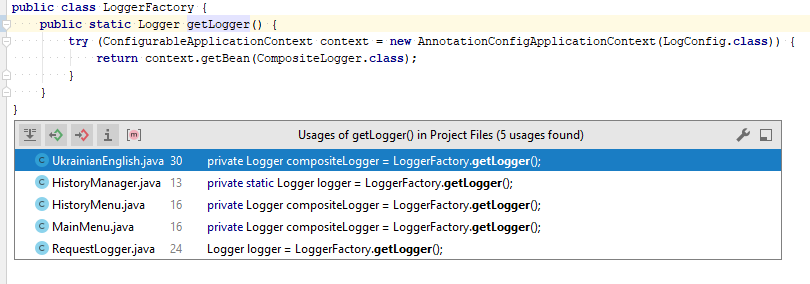 public class LoggerFactory {
public static Logger getLogger() {
try (ConfigurableApplicationContext context = new AnnotationConfigApplicationContext(LogConfig.class)) {
return context.getBean(CompositeLogger.class);
}
}
}
Usages of getLogger() in Project Files (5 usages found)
UkrainianEnglish.java 30 private Logger compositeLogger = LoggerFactory.getLogger();
HistoryManager.java 13 private static Logger logger = LoggerFactory.getLogger();
HistoryMenu.java 16 private Logger compositeLogger = LoggerFactory.getLogger();
MainMenu.java 16 private Logger compositeLogger = LoggerFactory.getLogger();
RequestLogger.java 24 Logger logger = LoggerFactory.getLogger();